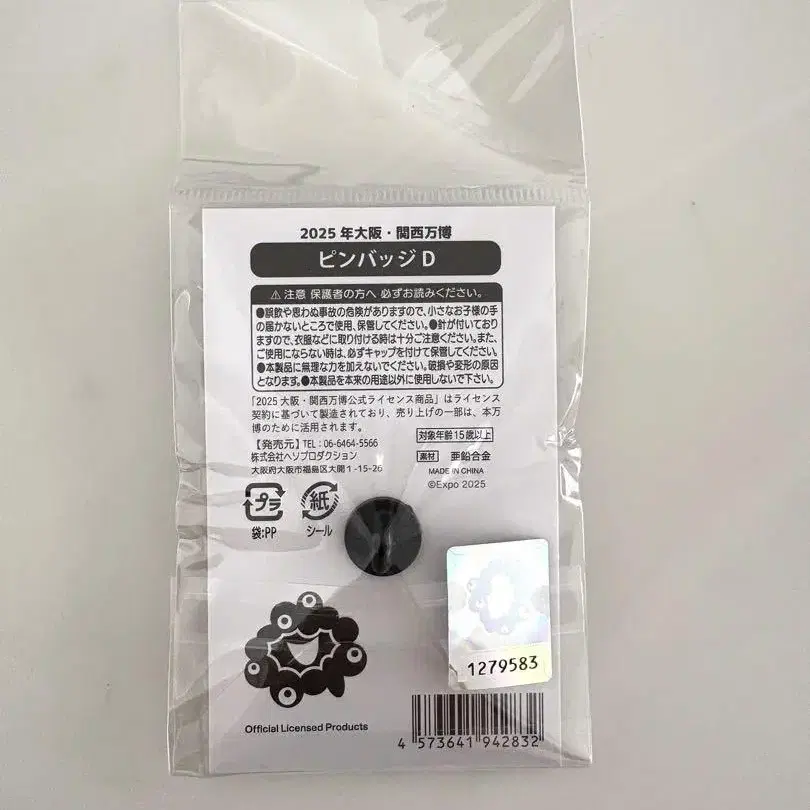 2025年大阪・関西万博
ピンバッジD
⚠注意 保護者の方へ 必ずお読みください。
●誤飲や思わぬ事故の危険がありますので、小さなお子様の手
の届かないところで使用、保管してください。●針が付いており
ますので、衣服などに取り付ける時は十分ご注意ください。また、
ご使用にならない時は、必ずキャップを付けて保管してください。
●本製品に無理な力を加えないでください。破損や変形の原因
となります。●本製品を本来の用途以外に使用しないで下さい。
「2025 大阪・関西万博公式ライセンス商品」はライセンス
契約に基づいて製造されており、売り上げの一部は、本万
博のために活用されます。
【発売元】TEL：06-6464-5566
株式会社ヘソプロダクション
大阪府大阪市福島区大開1-15-26
対象年齢15歳以上
素材 亜鉛合金
MADE IN CHINA
©Expo 2025
プラ
袋:PP
紙
シール
1279583
Official Licensed Products
4 573641 942832